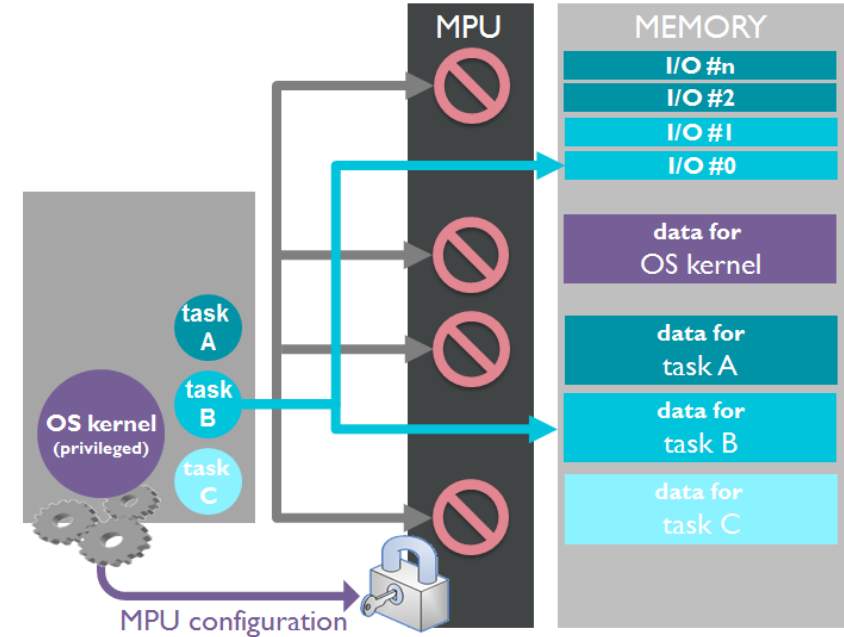 MPU
MEMORY
I/O #n
I/O #2
I/O #1
I/O #0
data for
OS kernel
task
A
data for
task A
task
B
OS kernel
(privileged)
data for
task B
task
C
data for
task C
MPU configuration